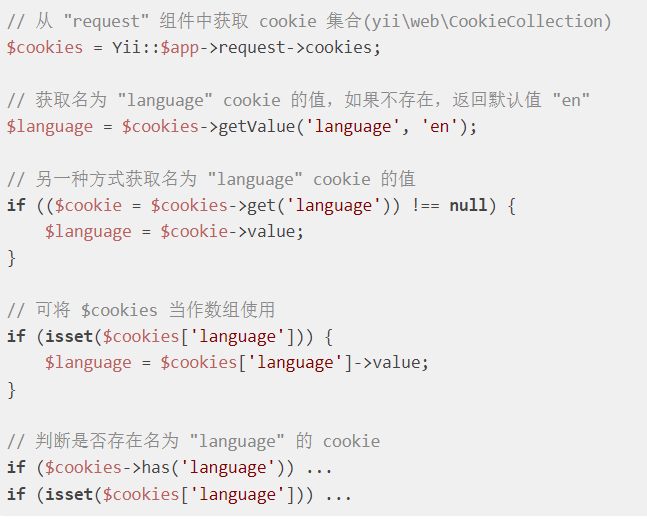 // 从 "request" 组件中获取 cookie 集合(yii\web\CookieCollection)
$cookies = Yii::$app->request->cookies;

// 获取名为 "language" cookie 的值，如果不存在，返回默认值 "en"
$language = $cookies->getValue('language', 'en');

// 另一种方式获取名为 "language" cookie 的值
if (($cookie = $cookies->get('language')) !== null) {
    $language = $cookie->value;
}

// 可将 $cookies 当作数组使用
if (isset($cookies['language'])) {
    $language = $cookies['language']->value;
}

// 判断是否存在名为 "language" 的 cookie
if ($cookies->has('language')) ...
if (isset($cookies['language'])) ...